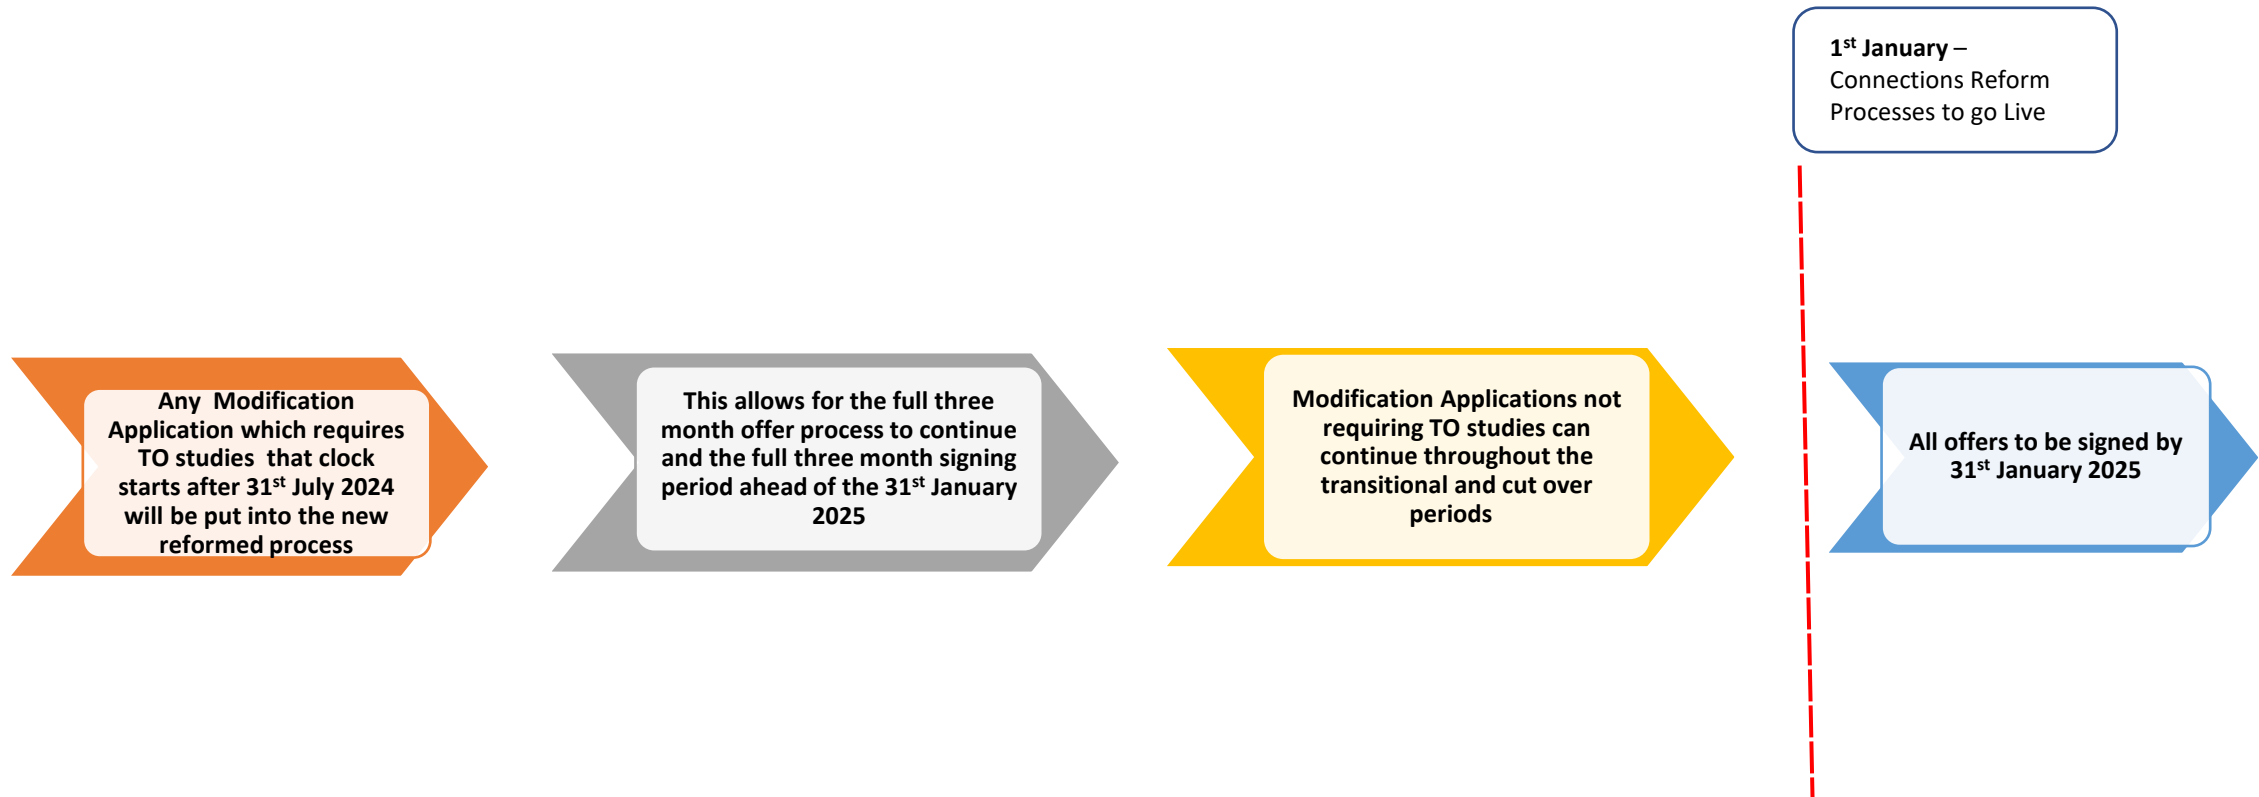 1st January –
Connections Reform
Processes to go Live
Any Modification
Application which requires
TO studies that clock
starts after 31st July 2024
will be put into the new
reformed process
This allows for the full three
month offer process to continue
and the full three month signing
period ahead of the 31st January
2025
Modification Applications not
requiring TO studies can
continue throughout the
transitional and cut over
periods
All offers to be signed by
31st January 2025